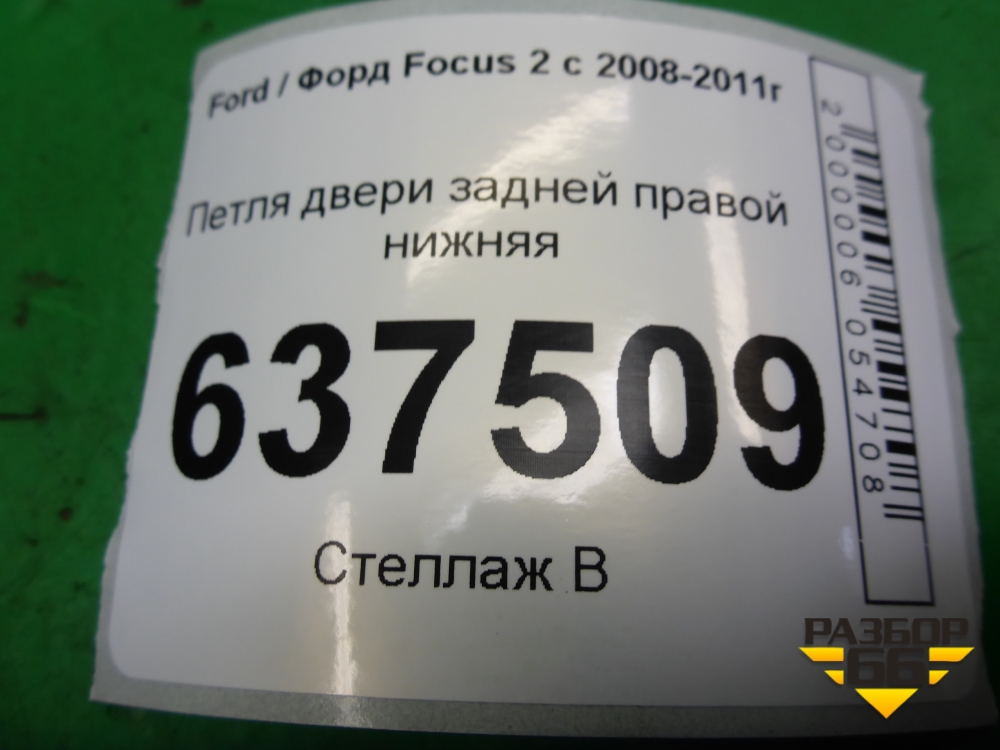 Ford / Форд Focus 2 с 2008-2011г
Петля двери задней правой
нижняя
637509
Стеллаж В
2000006054708
РАЗБОР
66